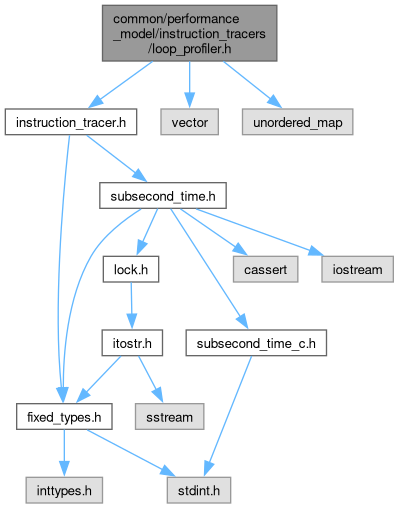 common/performance
_model/instruction_tracers
/loop_profiler.h
instruction_tracer.h
vector
unordered_map
subsecond_time.h
lock.h
cassert
iostream
itostr.h
subsecond_time_c.h
fixed_types.h
sstream
inttypes.h
stdint.h